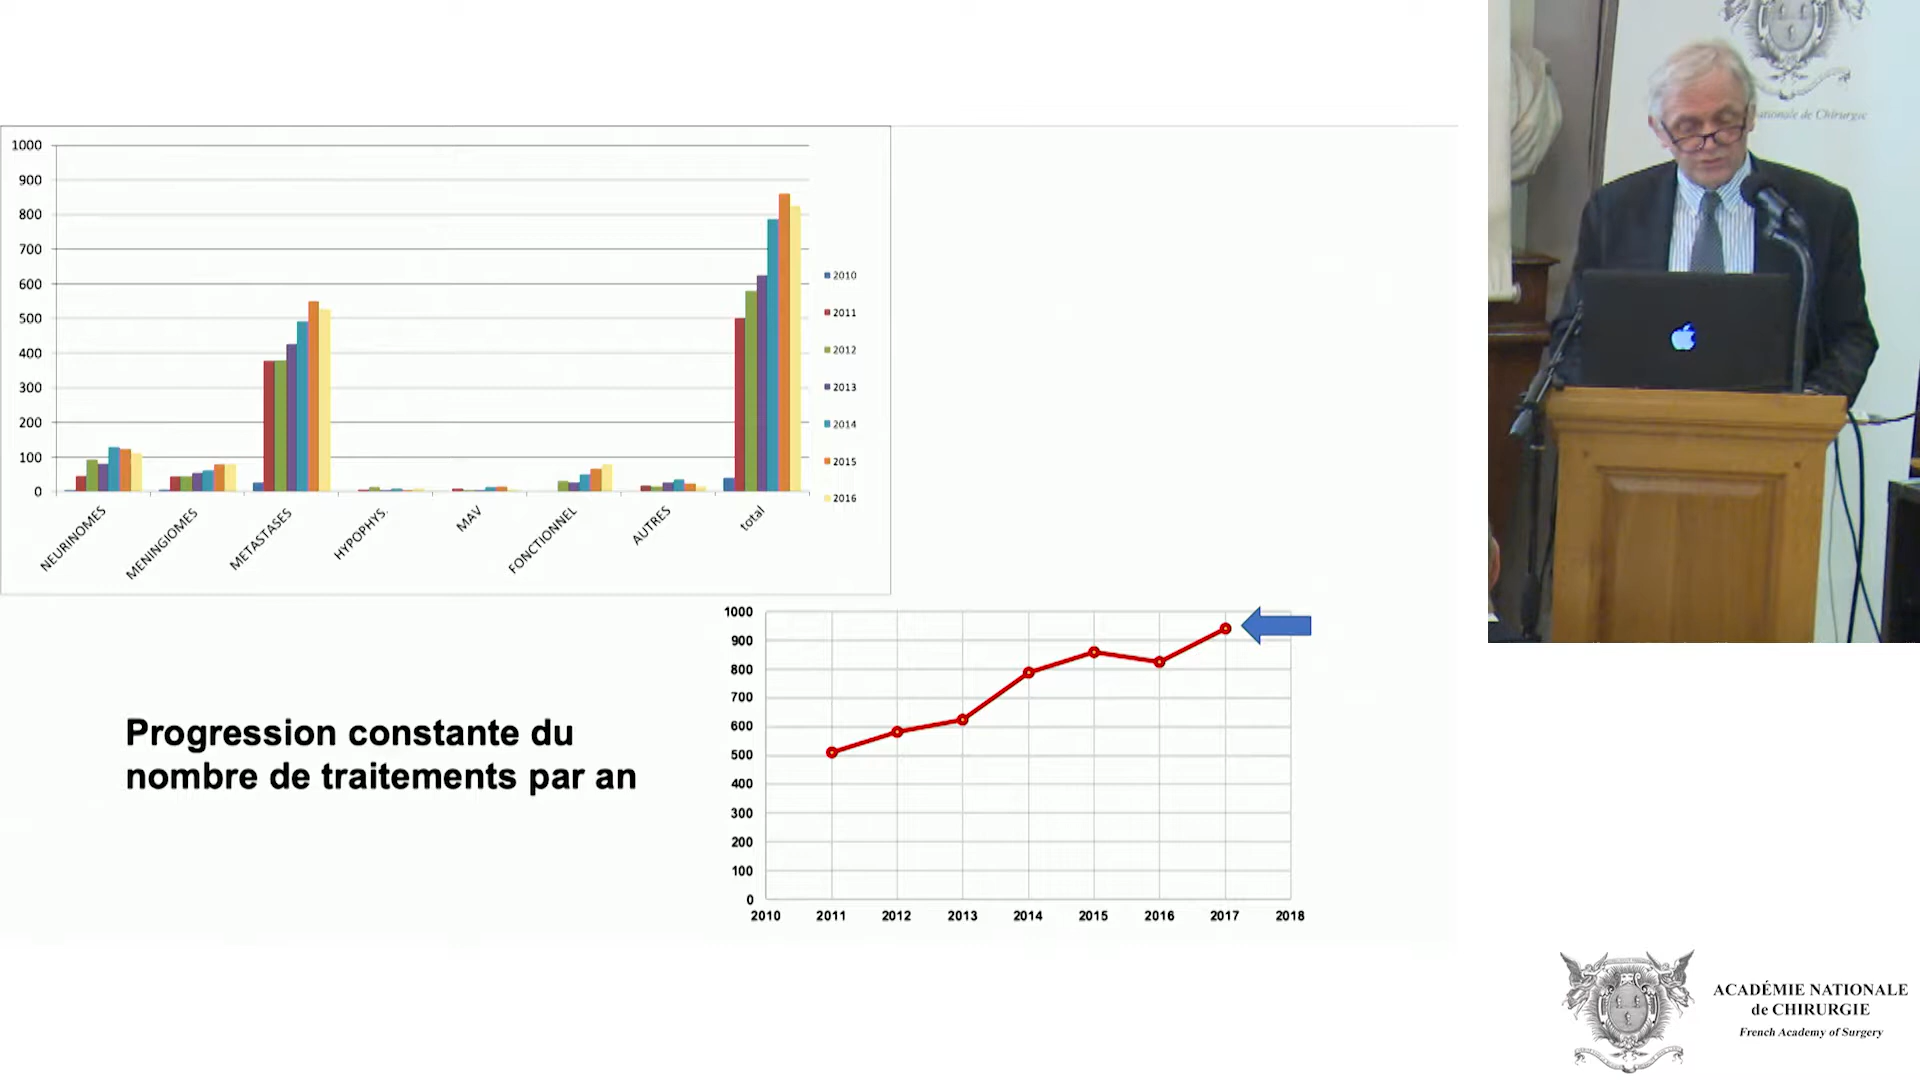 1000
900
800
700
600
500
400
300
200
100
0
NEURINOMES
MENINGIOMES
METASTASES
HYPOPHYS.
MAV
FONCTIONNEL
AUTRES
total
2010
2011
2012
2013
2014
2015
2016
Progression constante du
nombre de traitements par an
1000
900
800
700
600
500
400
300
200
100
0
2010 2011 2012 2013 2014 2015 2016 2017 2018
ationale de Chirurgie
ACADÉMIE NATIONALE
de CHIRURGIE
French Academy of Surgery